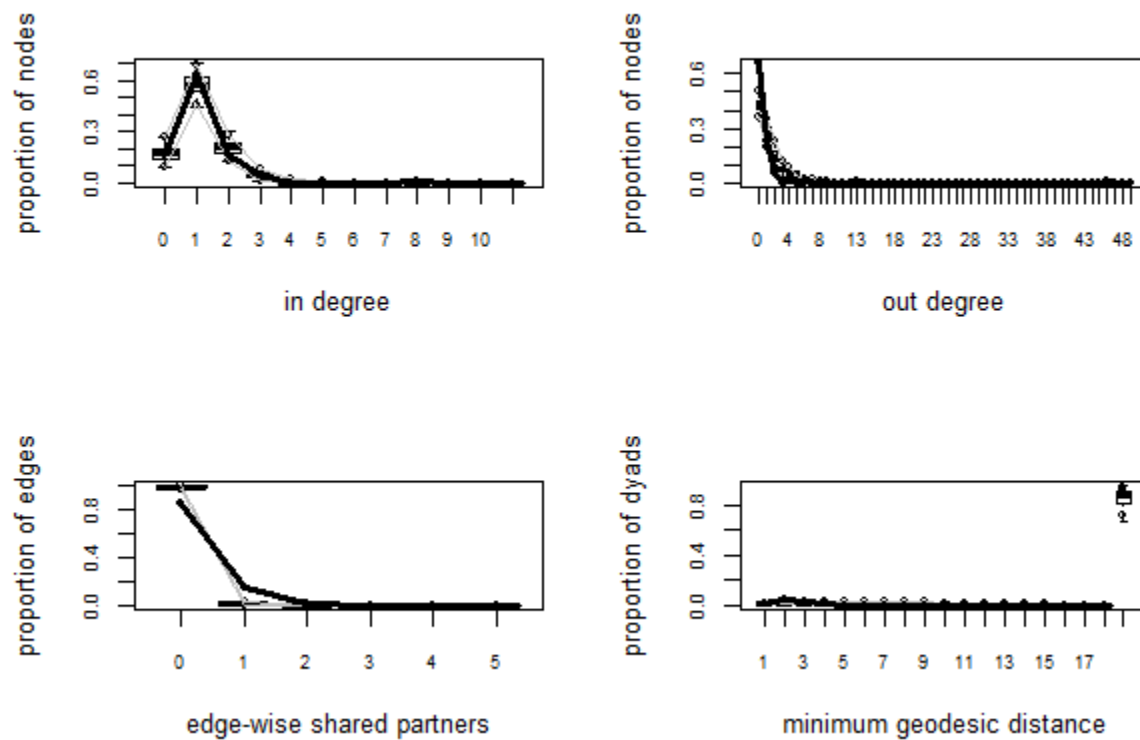 proportion of nodes
0.0 0.3 0.6
0 1 2 3 4 5 6 7 8 9 10
in degree
proportion of nodes
0.0 0.3 0.6
0 4 8 13 18 23 28 33 38 43 48
out degree
proportion of edges
0.0 0.4 0.8
0 1 2 3 4 5
edge-wise shared partners
proportion of dyads
0.0 0.4 0.8
1 3 5 7 9 11 13 15 17
minimum geodesic distance